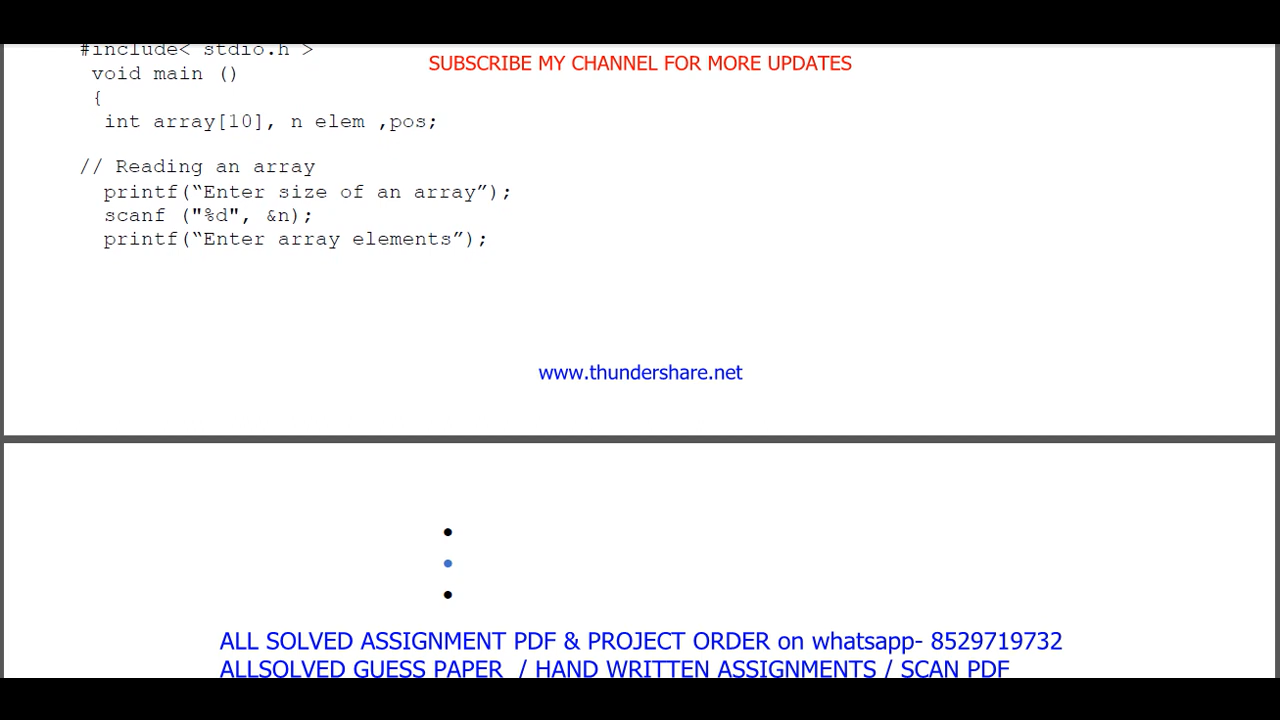 #include< stdio.h >
SUBSCRIBE MY CHANNEL FOR MORE UPDATES
void main ()
{
int array[10], n elem ,pos;
// Reading an array
printf(“Enter size of an array”);
scanf ("%d", &n);
printf(“Enter array elements”);
www.thundershare.net
ALL SOLVED ASSIGNMENT PDF & PROJECT ORDER on whatsapp- 8529719732
ALLSOLVED GUESS PAPER / HAND WRITTEN ASSIGNMENTS / SCAN PDF